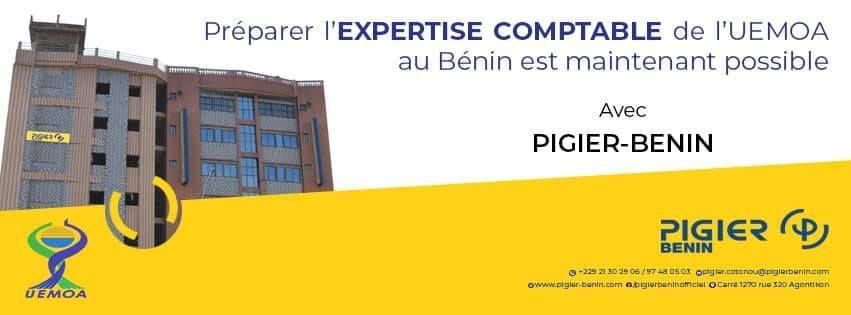 Préparer l'EXPERTISE COMPTABLE de l'UEMOA
au Bénin est maintenant possible
Avec
PIGIER-BENIN
PIGIER
UEMOA
PIGIER
BENIN
+229 21 30 29 06 / 97 48 05 03 pigier.cotonou@pigierbenin.com
www.pigier-benin.com /pigierbeninofficiel Carré 1270 rue 320 Agontikon